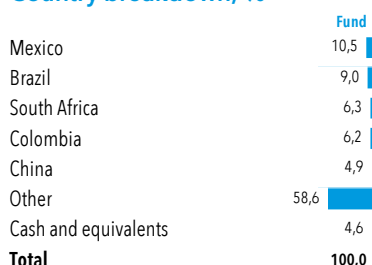 Fund
Mexico 10,5
Brazil 9,0
South Africa 6,3
Colombia 6,2
China 4,9
Other 58,6
Cash and equivalents 4,6
Total 100,0